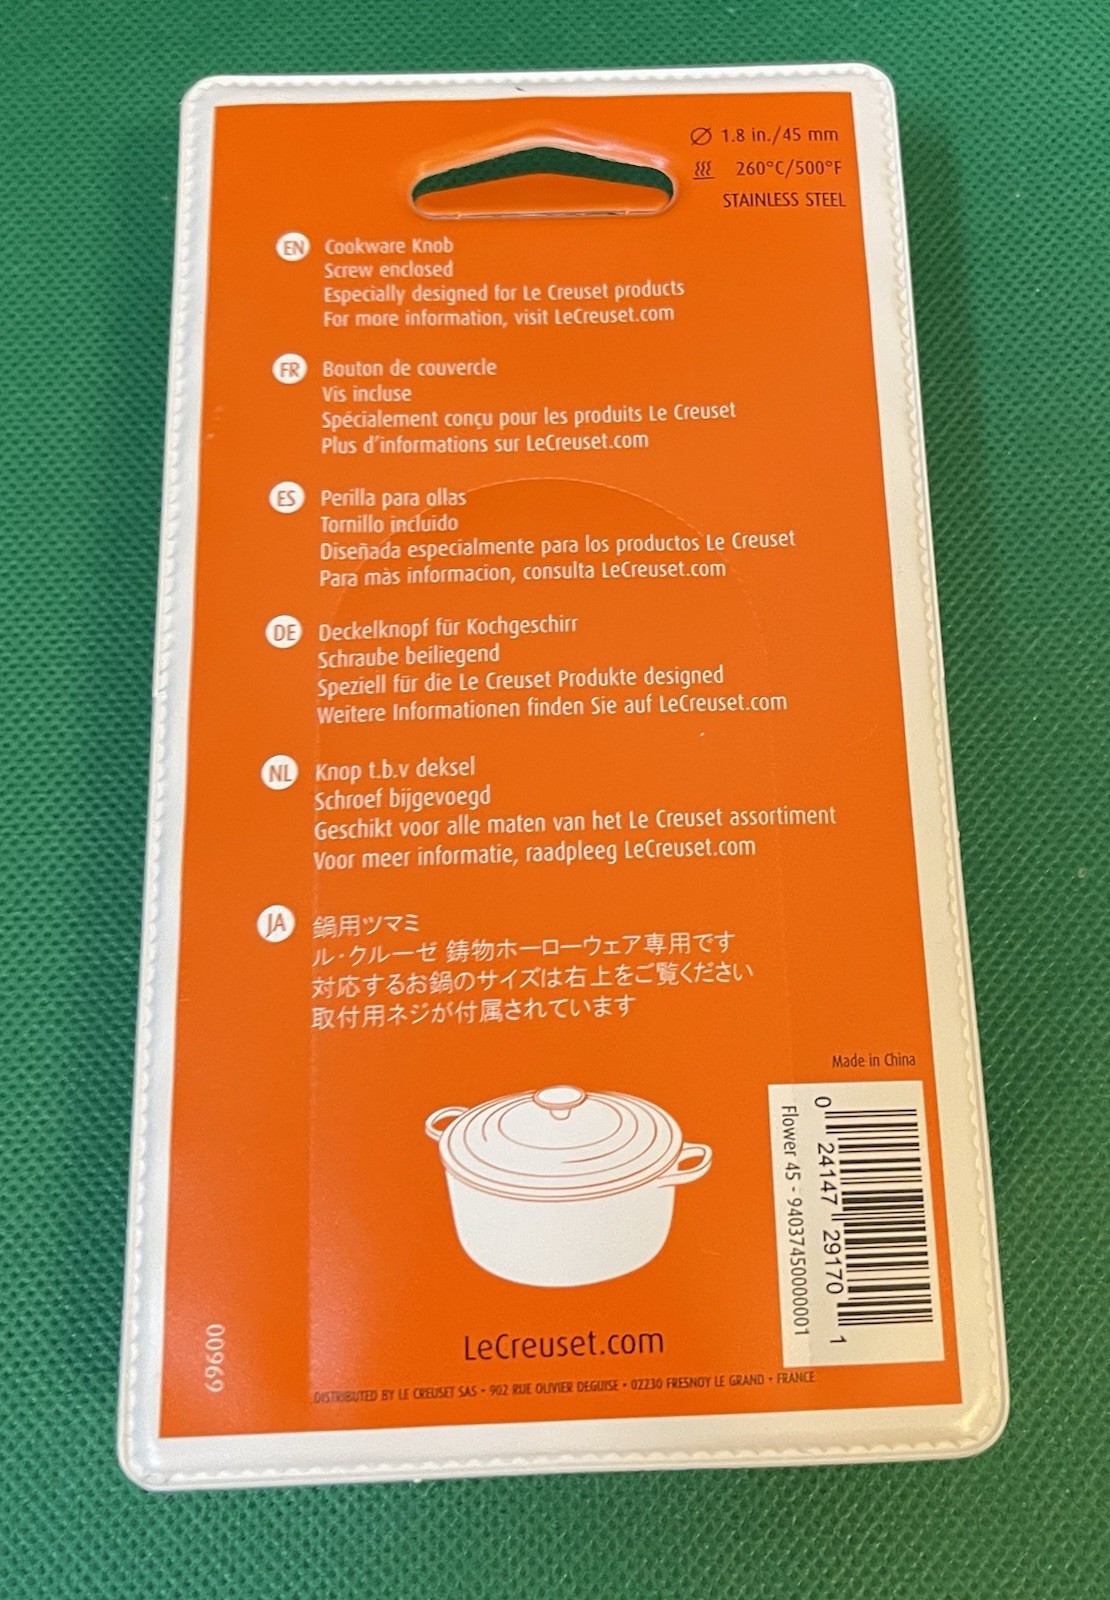 Ø 1.8 in./45 mm
260°C/500°F
STAINLESS STEEL
EN Cookware Knob
Screw enclosed
Especially designed for Le Creuset products
For more information, visit LeCreuset.com
FR Bouton de couvercle
Vis incluse
Spécialement conçu pour les produits Le Creuset
Plus d'informations sur LeCreuset.com
ES Perilla para ollas
Tornillo incluido
Diseñada especialmente para los productos Le Creuset
Para màs informacion, consulta LeCreuset.com
DE Deckelknopf für Kochgeschirr
Schraube beiliegend
Speziell für die Le Creuset Produkte designed
Weitere Informationen finden Sie auf LeCreuset.com
NL Knop t.b.v deksel
Schroef bijgevoegd
Geschikt voor alle maten van het Le Creuset assortiment
Voor meer informatie, raadpleeg LeCreuset.com
JA 鍋用ツマミ
ル・クルーゼ 鋳物ホーローウェア専用です
対応するお鍋のサイズは右上をご覧ください
取付用ネジが付属されています
Made in China
0 24147 29170 1
Flower 45 - 94037450000001
LeCreuset.com
DISTRIBUTED BY LE CREUSET SAS • 902 RUE OLIVIER DEGUISE • 02230 FRESNOY LE GRAND • FRANCE
00969